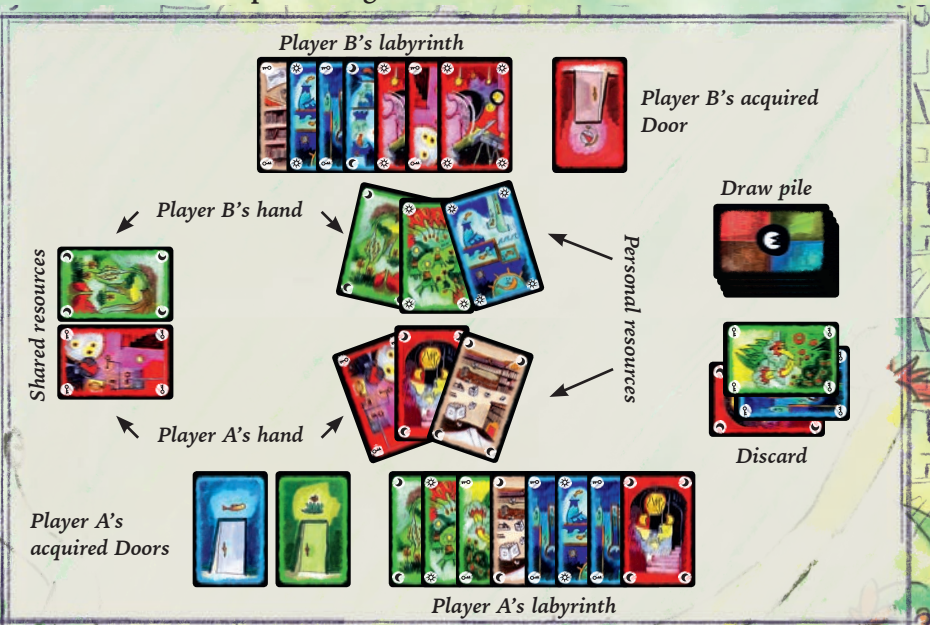 Player B's labyrinth
Player B's acquired
Door
Draw pile
Player B's hand
Shared resources
Personal resources
Player A's hand
Discard
Player A's
acquired Doors
Player A's labyrinth